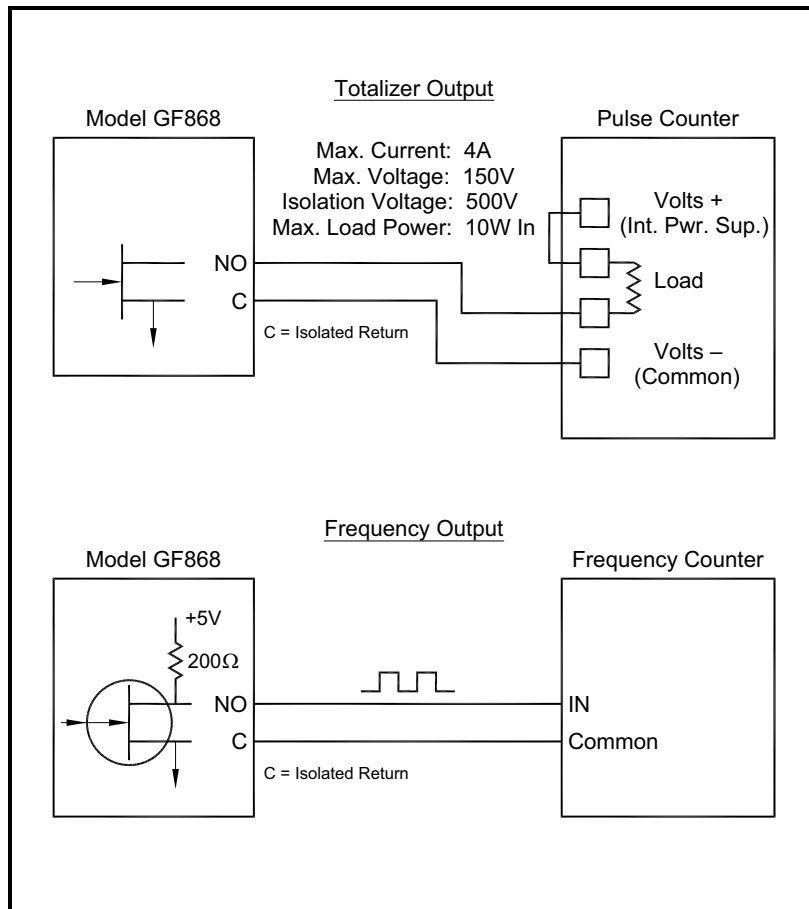 Totalizer Output
Model GF868
Pulse Counter
Max. Current: 4A
Max. Voltage: 150V
Isolation Voltage: 500V
Max. Load Power: 10W In
Volts +
(Int. Pwr. Sup.)
NO
Load
C
C = Isolated Return
Volts –
(Common)
Frequency Output
Model GF868
Frequency Counter
+5V
200Ω
NO
IN
C
Common
C = Isolated Return